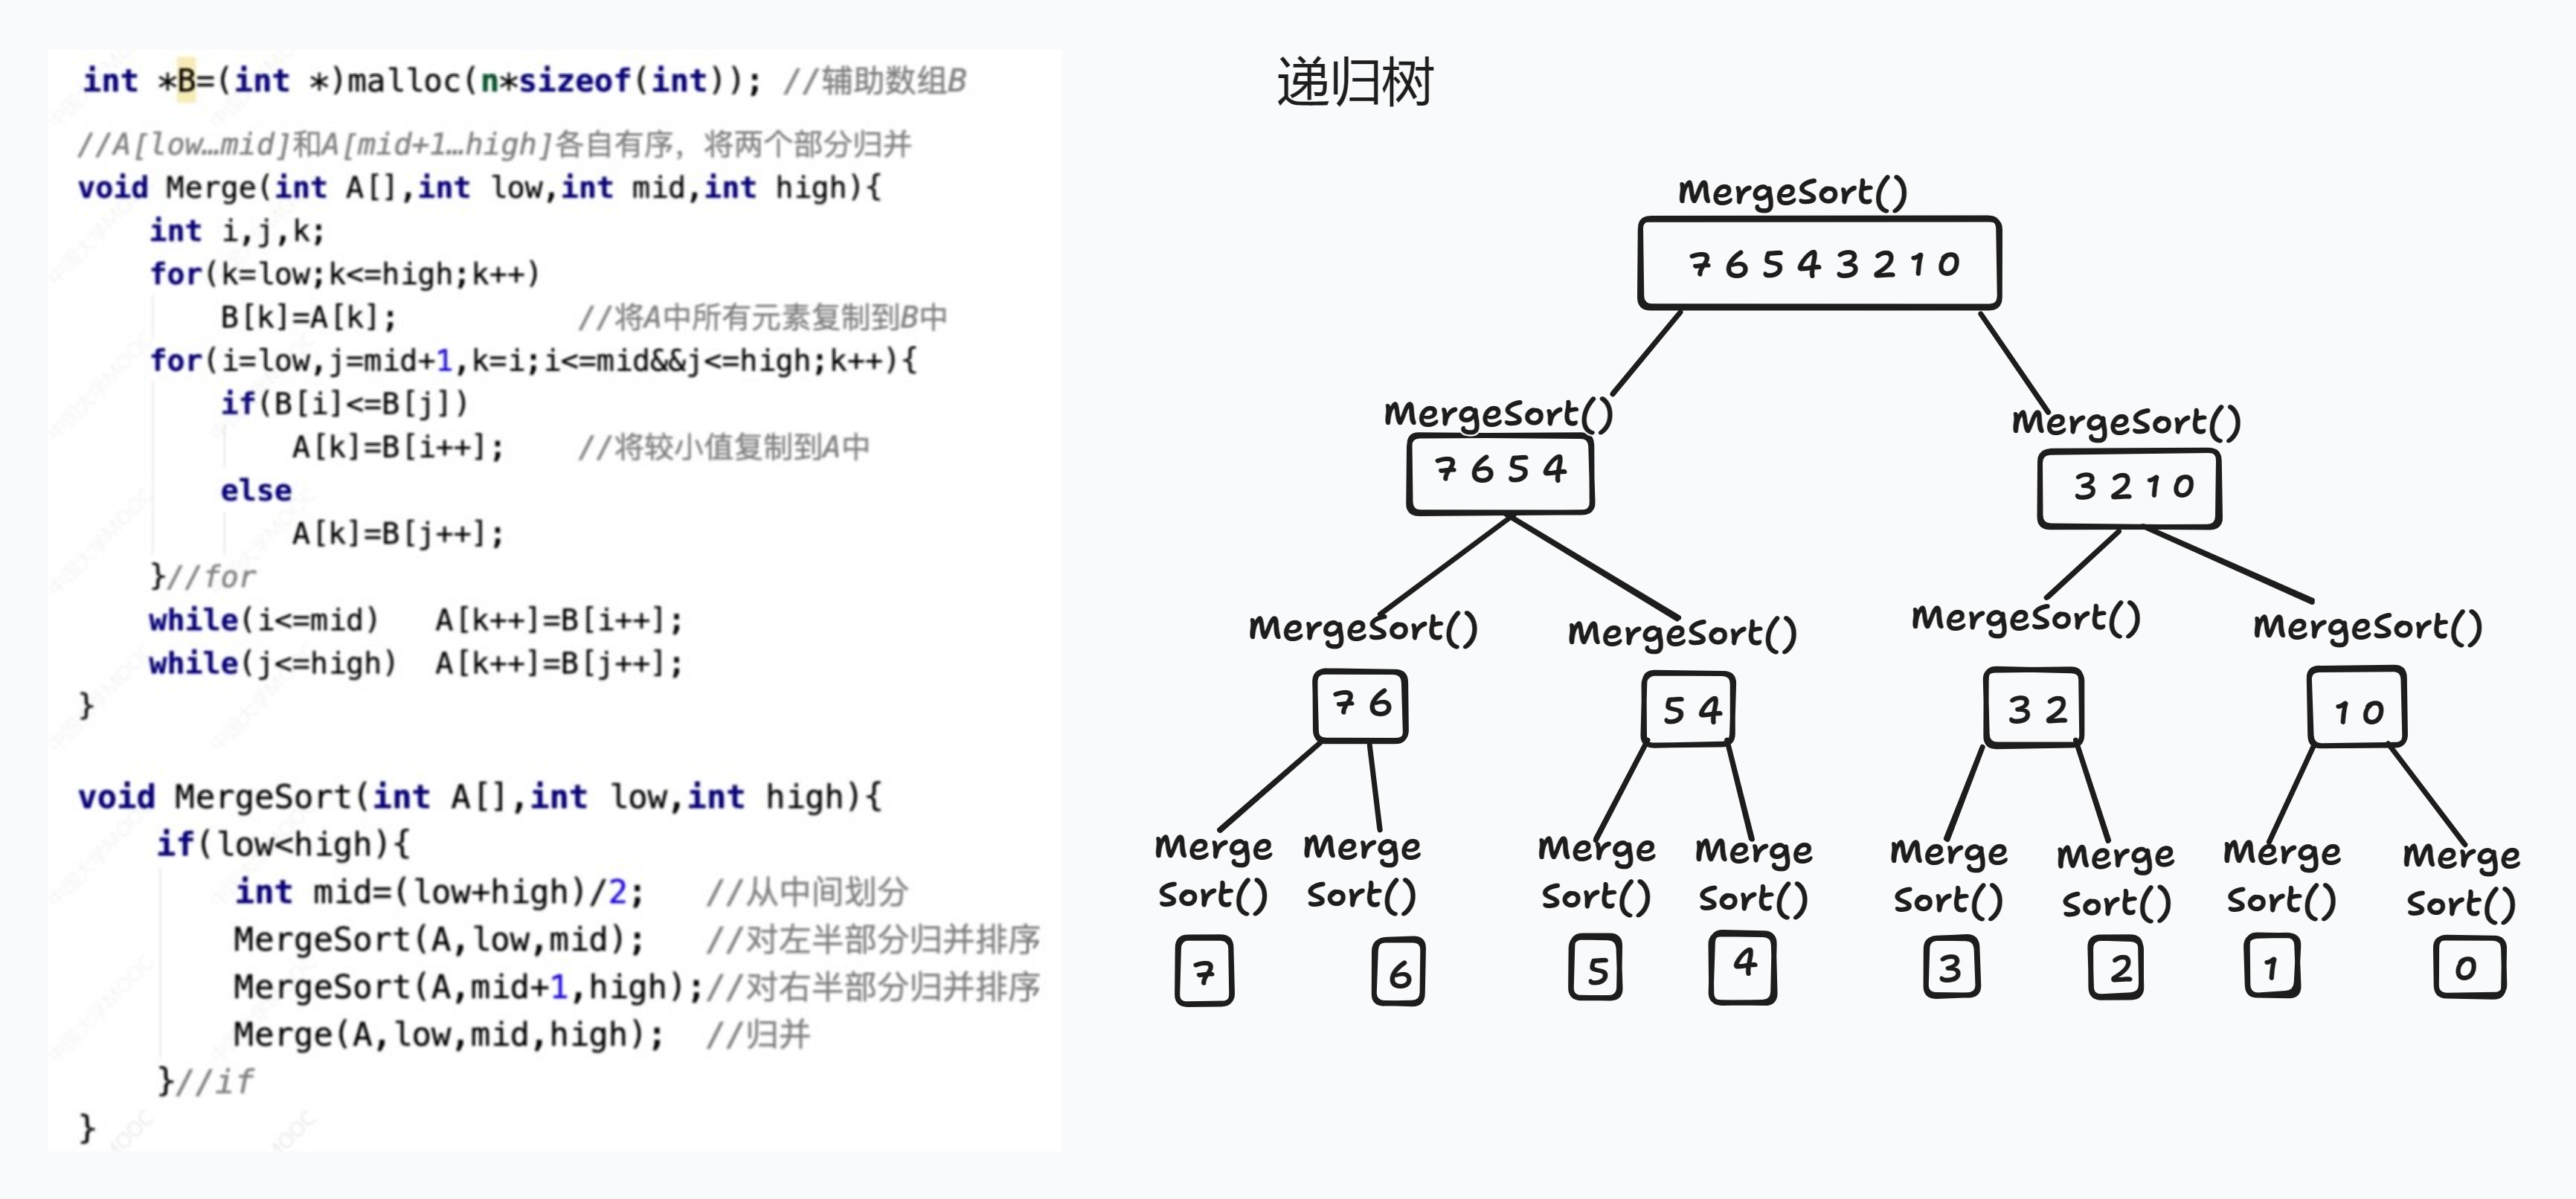 int *B=(int *)malloc(n*sizeof(int)); //辅助数组B
//A[low…mid]和A[mid+1…high]各自有序，将两个部分归并
void Merge(int A[],int low,int mid,int high){
int i,j,k;
for(k=low;k<=high;k++)
B[k]=A[k]; //将A中所有元素复制到B中
for(i=low,j=mid+1,k=i;i<=mid&&j<=high;k++){
if(B[i]<=B[j])
A[k]=B[i++]; //将较小值复制到A中
else
A[k]=B[j++];
}//for
while(i<=mid) A[k++]=B[i++];
while(j<=high) A[k++]=B[j++];
}
void MergeSort(int A[],int low,int high){
if(low<high){
int mid=(low+high)/2; //从中间划分
MergeSort(A,low,mid); //对左半部分归并排序
MergeSort(A,mid+1,high);//对右半部分归并排序
Merge(A,low,mid,high); //归并
}//if
}
递归树
MergeSort()
7 6 5 4 3 2 1 0
MergeSort()
7 6 5 4
MergeSort()
3 2 1 0
MergeSort()
7 6
MergeSort()
5 4
MergeSort()
3 2
MergeSort()
1 0
Merge
Sort()
7
Merge
Sort()
6
Merge
Sort()
5
Merge
Sort()
4
Merge
Sort()
3
Merge
Sort()
2
Merge
Sort()
1
Merge
Sort()
0